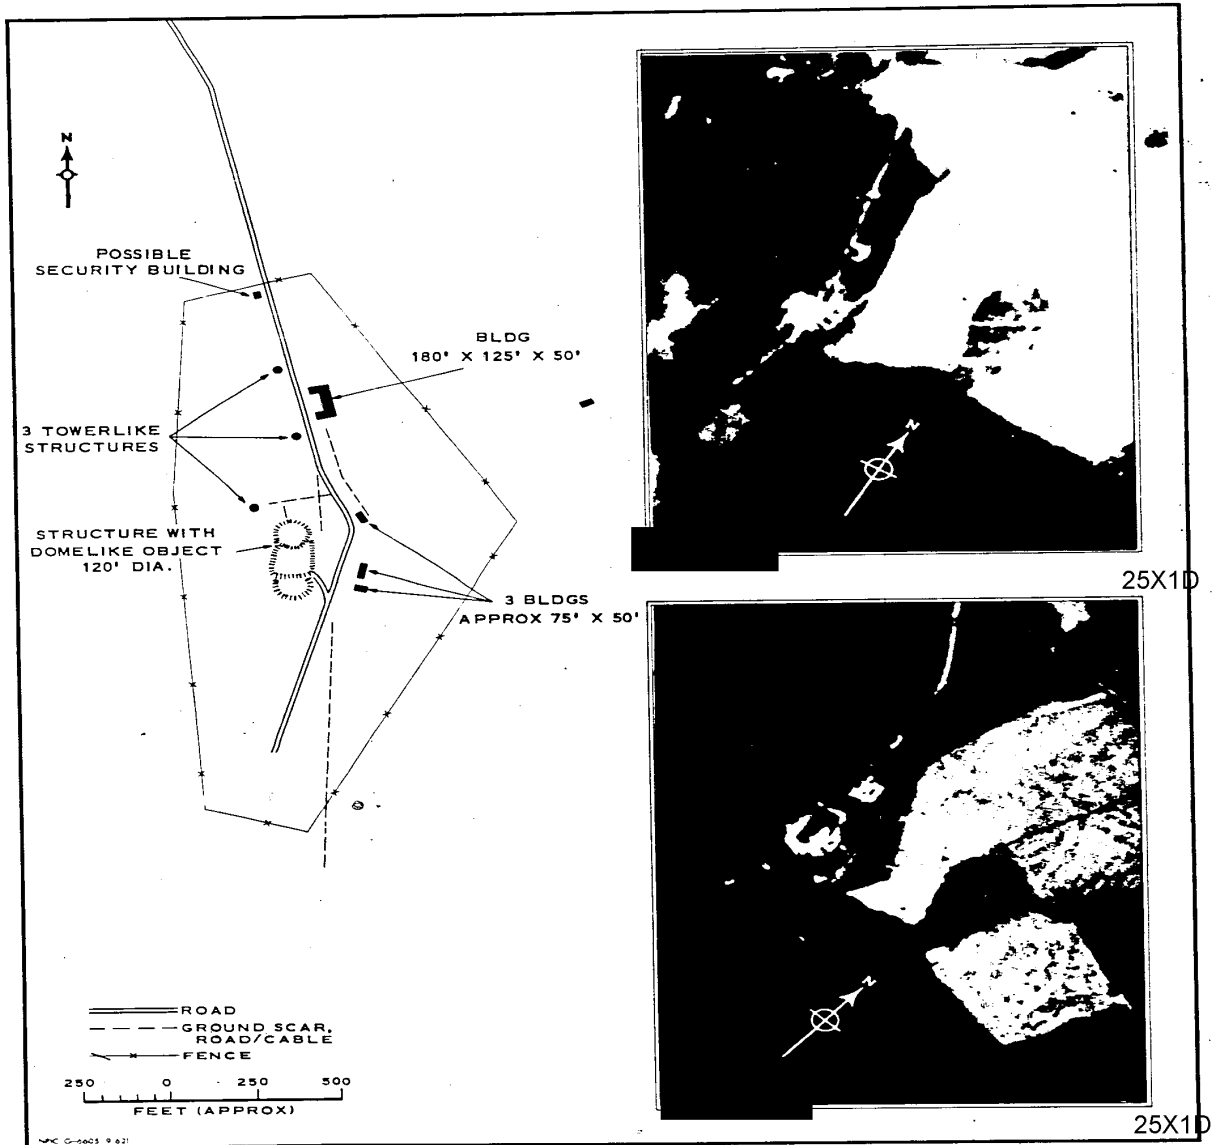 N
POSSIBLE
SECURITY BUILDING
BLDG
180' X 125' X 50'
3 TOWERLIKE
STRUCTURES
STRUCTURE WITH
DOMELIKE OBJECT
120' DIA.
3 BLDGS
APPROX 75' X 50'
ROAD
GROUND SCAR,
ROAD/CABLE
FENCE
250 0 250 500
FEET (APPROX)
N
25X1D
N
25X1D